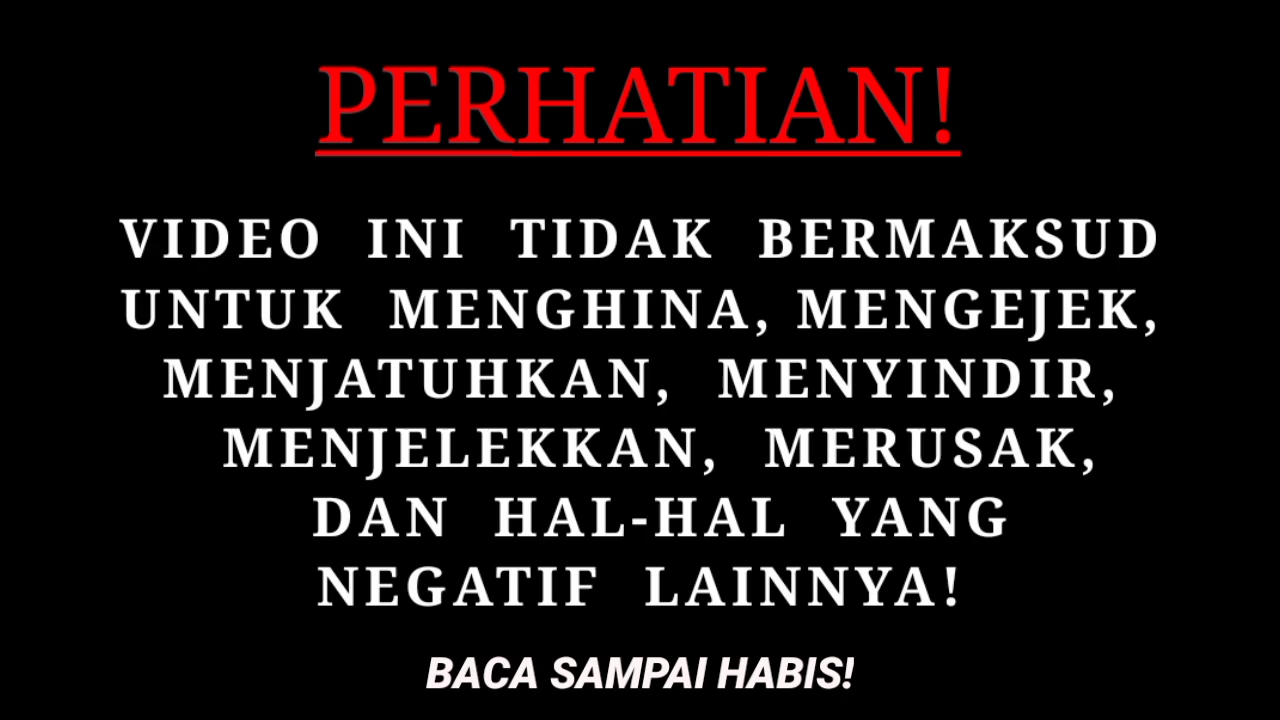 PERHATIAN!
VIDEO INI TIDAK BERMAKSUD
UNTUK MENGHINA, MENGEJEK,
MENJATUHKAN, MENYINDIR,
MENJELEKKAN, MERUSAK,
DAN HAL-HAL YANG
NEGATIF LAINNYA!
BACA SAMPAI HABIS!